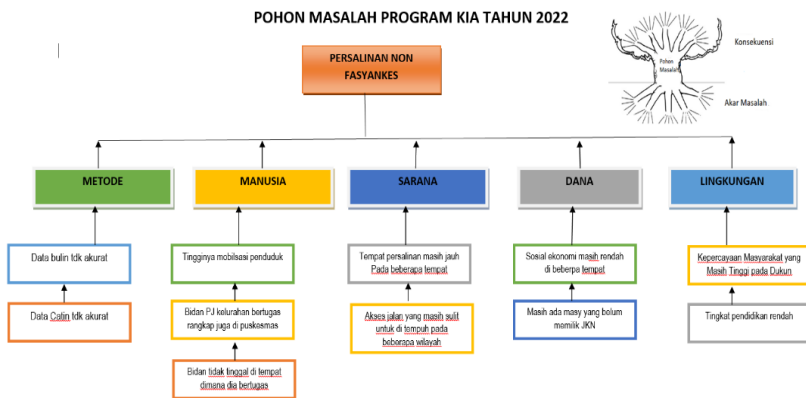 POHON MASALAH PROGRAM KIA TAHUN 2022
Konsekuensi
Pohon
Masalah
Akar Masalah
PERSALINAN NON
FASYANKES
METODE
MANUSIA
SARANA
DANA
LINGKUNGAN
Data bulin tdk akurat
Data Catin tdk akurat
Tingginya mobilsasi penduduk
Bidan PJ kelurahan bertugas
rangkap juga di puskesmas
Bidan tidak tinggal di tempat
dimana dia bertugas
Tempat persalinan masih jauh
Pada beberapa tempat
Akses jalan yang masih sulit
untuk di tempuh pada
beberapa wilayah
Sosial ekonomi masih rendah
di beberpa tempat
Masih ada masy yang belum
memilik JKN
Kepercayaan Masyarakat yang
Masih Tinggi pada Dukun
Tingkat pendidikan rendah